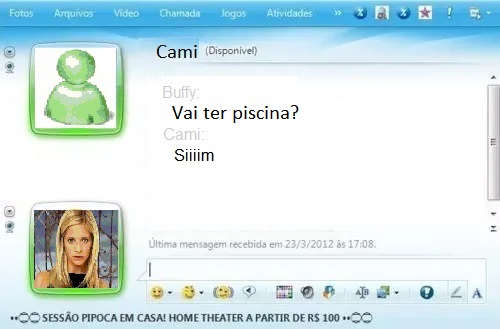 Fotos Arquivos Vídeo Chamada Jogos Atividades »
Cami (Disponível)
Buffy:
Vai ter piscina?
Cami:
Siiiim
Última mensagem recebida em 23/3/2012 às 17:08.
••◯◯ SESSÃO PIPOCA EM CASA! HOME THEATER A PARTIR DE R$ 100 ••◯◯